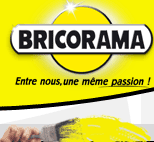 BRICORAMA
Entre nous, une même passion !